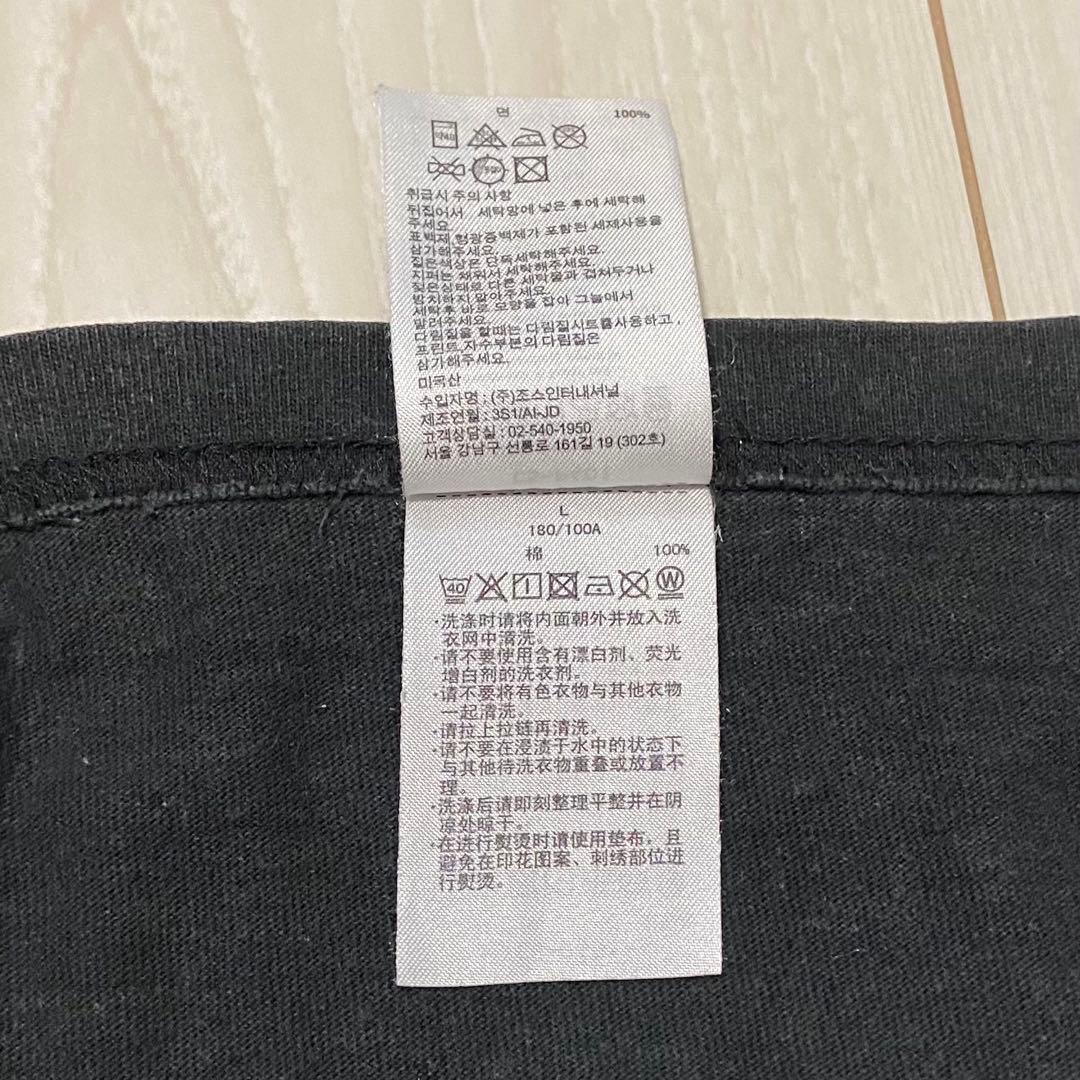 면 100%
취급시 주의 사항
뒤집어서 세탁망에 넣은 후에 세탁해
주세요.
표백제,형광증백제가 포함된 세제사용을
삼가해주세요.
짙은색상은 단독세탁해주세요.
지퍼는 채워서 세탁해주세요.
젖은상태로 다른 세탁물과 겹쳐두거나
방치하지 말아주세요.
세탁후 바로 모양을 잡아 그늘에서
말려주세요.
다림질을 할때는 다림질시트를사용하고,
프린트,자수부분의 다림질은
삼가해주세요.
미국산
수입자명 : (주)조스인터내셔널
제조연월 : 3S1/AI-JD
고객상담실 : 02-540-1950
서울 강남구 선릉로 161길 19 (302호)
L
180/100A
棉 100%
40 W
·洗涤时请将内面朝外并放入洗
衣网中清洗。
·请不要使用含有漂白剂、荧光
增白剂的洗衣剂。
·请不要将有色衣物与其他衣物
一起清洗。
·请拉上拉链再清洗。
·请不要在浸渍于水中的状态下
与其他待洗衣物重叠或放置不
理。
·洗涤后请即刻整理平整并在阴
凉处晾干。
·在进行熨烫时请使用垫布，且
避免在印花图案、刺绣部位进
行熨烫。